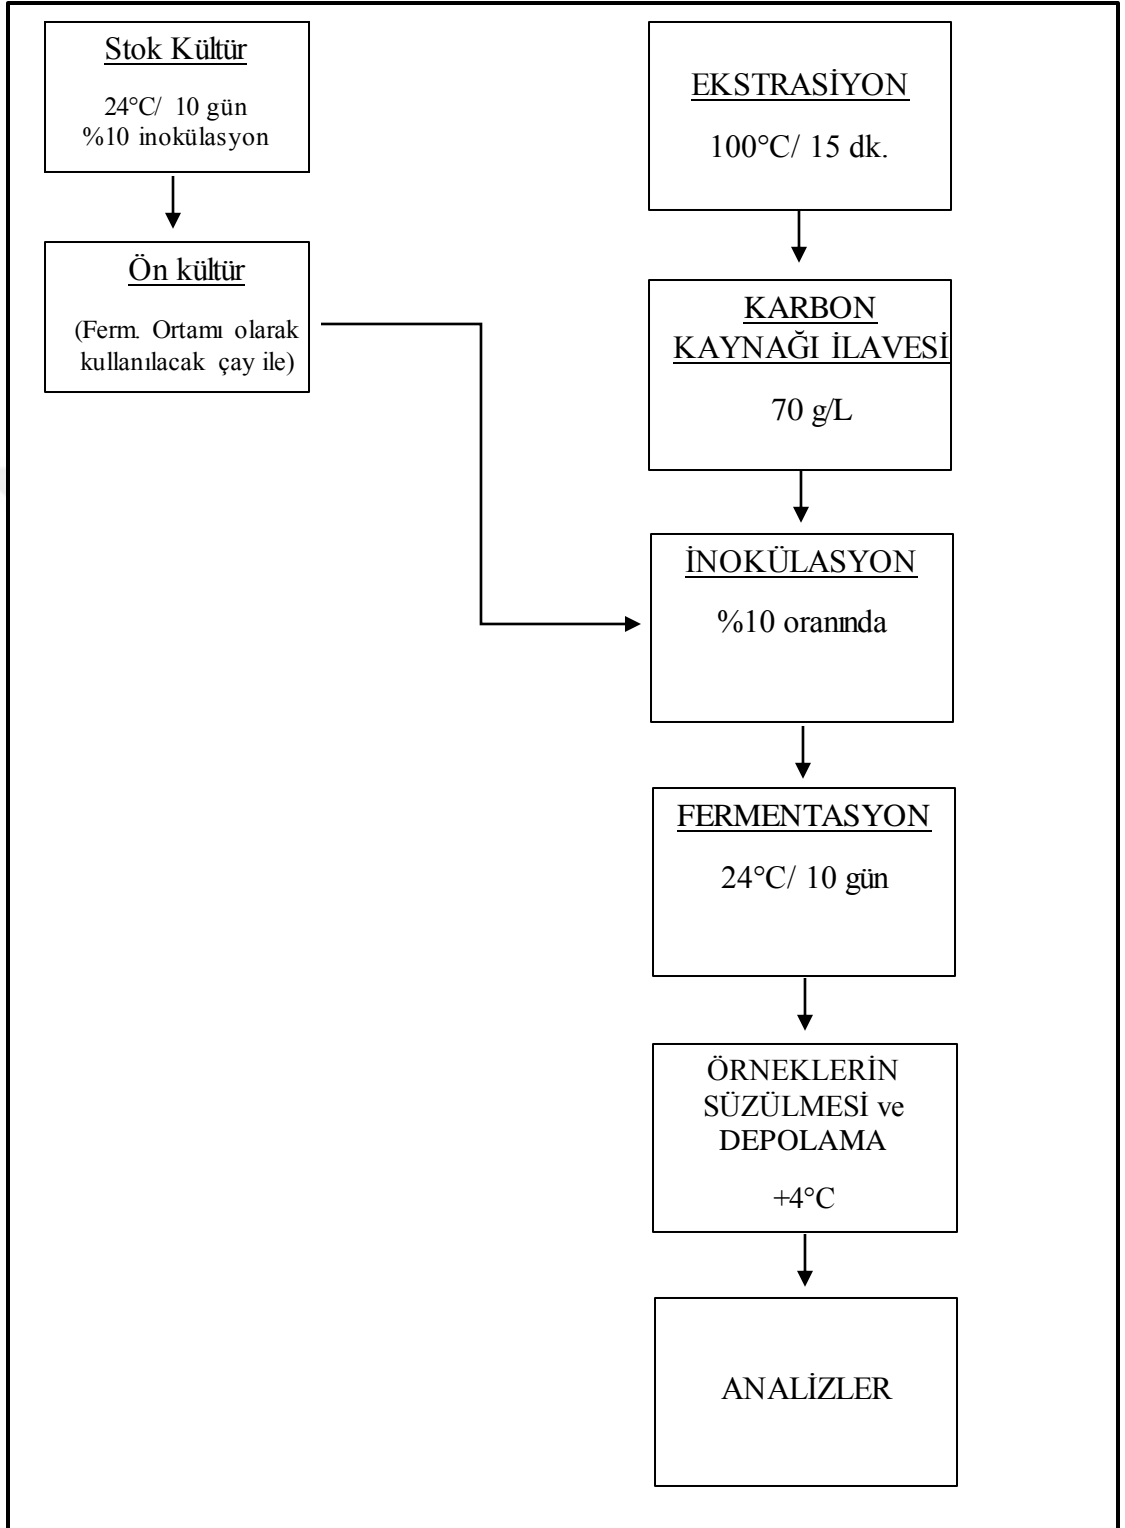 Stok Kültür
24°C/ 10 gün
%10 inokülasyon
Ön kültür
(Ferm. Ortamı olarak
kullanılacak çay ile)
EKSTRASİYON
100°C/ 15 dk.
KARBON
KAYNAĞI İLAVESİ
70 g/L
İNOKÜLASYON
%10 oranında
FERMENTASYON
24°C/ 10 gün
ÖRNEKLERİN
SÜZÜLMESİ ve
DEPOLAMA
+4°C
ANALİZLER